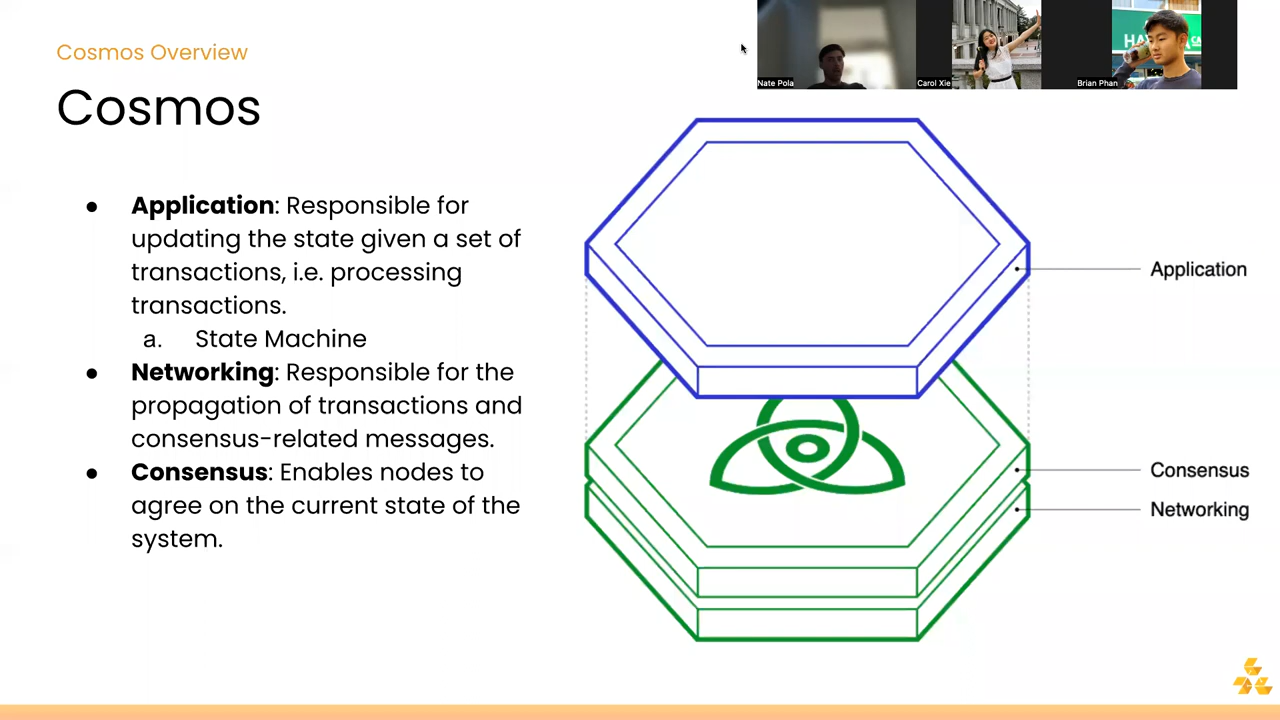 Cosmos Overview
Cosmos
Nate Pola
Carol Xie
Brian Phan
● Application: Responsible for
updating the state given a set of
transactions, i.e. processing
transactions.
a. State Machine
● Networking: Responsible for the
propagation of transactions and
consensus-related messages.
● Consensus: Enables nodes to
agree on the current state of the
system.
Application
Consensus
Networking